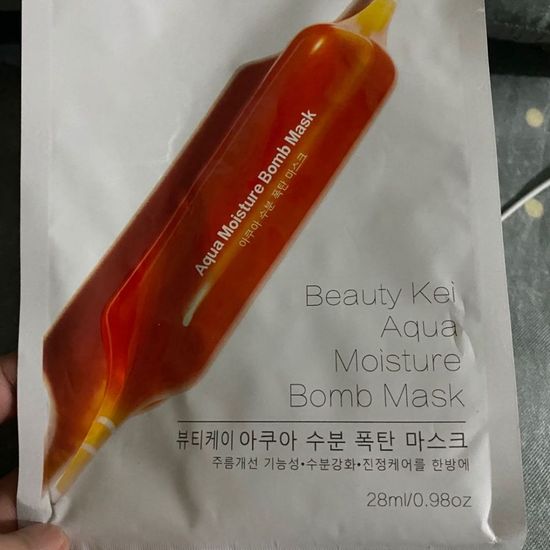 Aqua Moisture Bomb Mask
아쿠아 수분 폭탄 마스크
Beauty Kei
Aqua
Moisture
Bomb Mask
뷰티케이 아쿠아 수분 폭탄 마스크
주름개선 기능성•수분강화•진정케어를 한방에
28ml/0.98oz